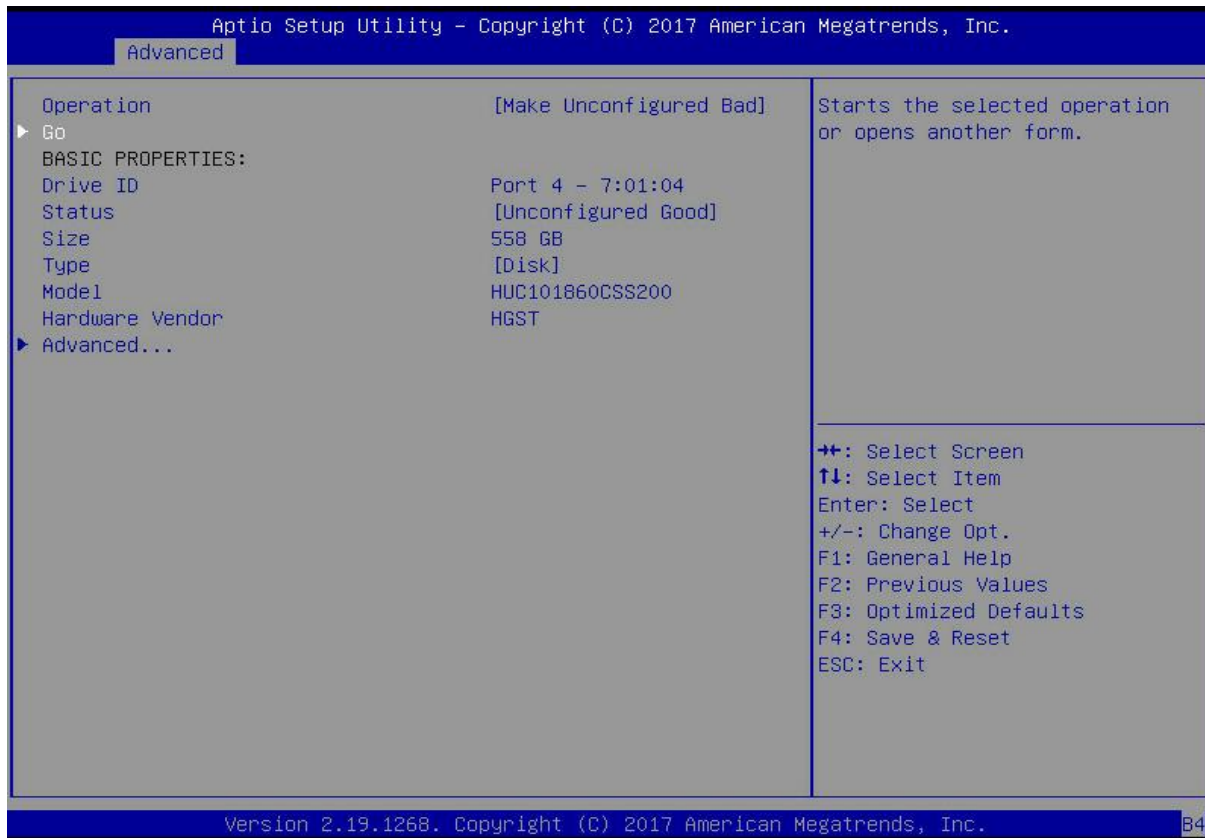 Aptio Setup Utility – Copyright (C) 2017 American Megatrends, Inc.
Advanced
Operation [Make Unconfigured Bad]
Go
BASIC PROPERTIES:
Drive ID Port 4 – 7:01:04
Status [Unconfigured Good]
Size 558 GB
Type [Disk]
Model HUC101860CSS200
Hardware Vendor HGST
Advanced...
Starts the selected operation
or opens another form.
→←: Select Screen
↑↓: Select Item
Enter: Select
+/-: Change Opt.
F1: General Help
F2: Previous Values
F3: Optimized Defaults
F4: Save & Reset
ESC: Exit
Version 2.19.1268. Copyright (C) 2017 American Megatrends, Inc.
B4